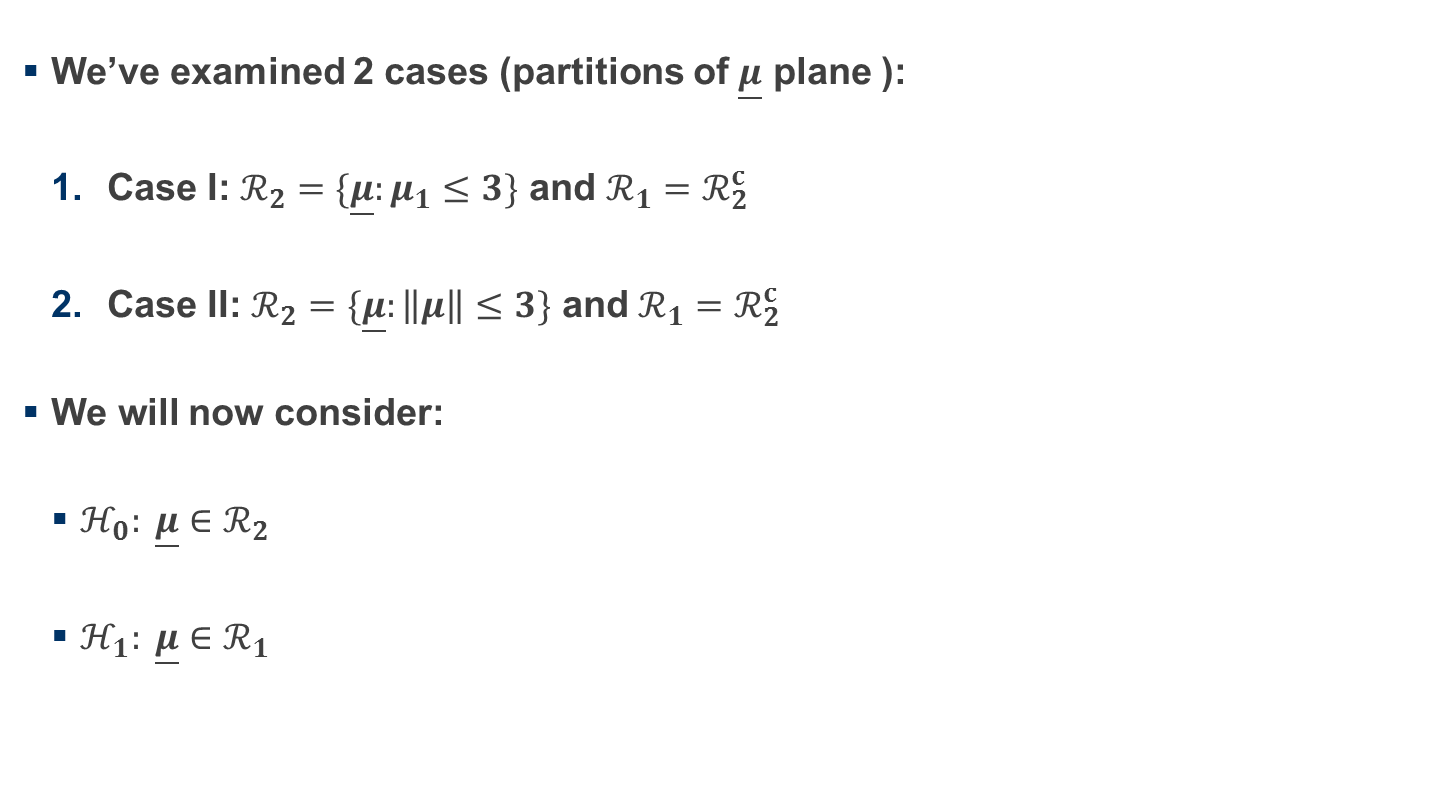 ▪ We’ve examined 2 cases (partitions of μ plane ):
1. Case I: ℛ₂ = {μ: μ₁ ≤ 3} and ℛ₁ = ℛ₂ᶜ
2. Case II: ℛ₂ = {μ: ‖μ‖ ≤ 3} and ℛ₁ = ℛ₂ᶜ
▪ We will now consider:
▪ ℋ₀: μ ∈ ℛ₂
▪ ℋ₁: μ ∈ ℛ₁